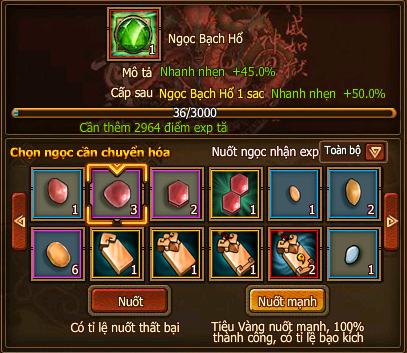 1
Ngọc Bạch Hổ
Mô tả Nhanh nhẹn +45.0%
Cấp sau Ngọc Bạch Hổ 1 sac Nhanh nhẹn +50.0%
36/3000
Cần thêm 2964 điểm exp tă
Chọn ngọc cần chuyển hóa Nuốt ngọc nhận exp Toàn bộ
1 3 2 1 1 2
6 1 1 1 2 1
Nuốt Nuốt mạnh
Có tỉ lệ nuốt thất bại Tiêu Vàng nuốt mạnh, 100%
thành công, có tỉ lệ bạo kích